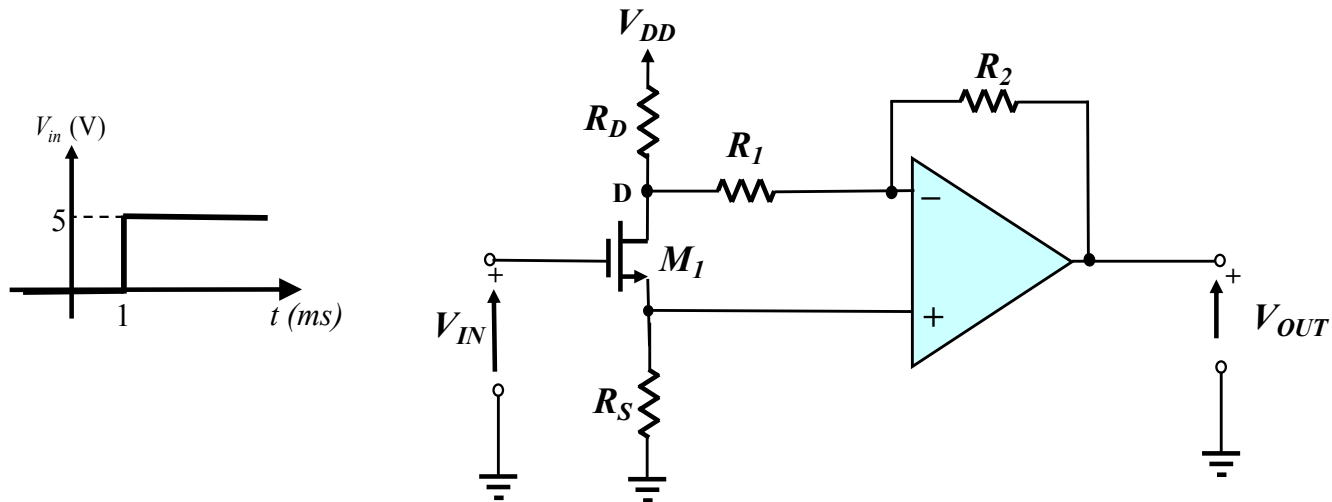 V_DD
R_2
V_in (V)
R_D
R_1
D
−
5
M_1
+
1
t (ms)
V_IN
+
+
V_OUT
R_S